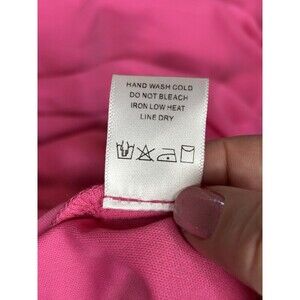 HAND WASH COLD
DO NOT BLEACH
IRON LOW HEAT
LINE DRY